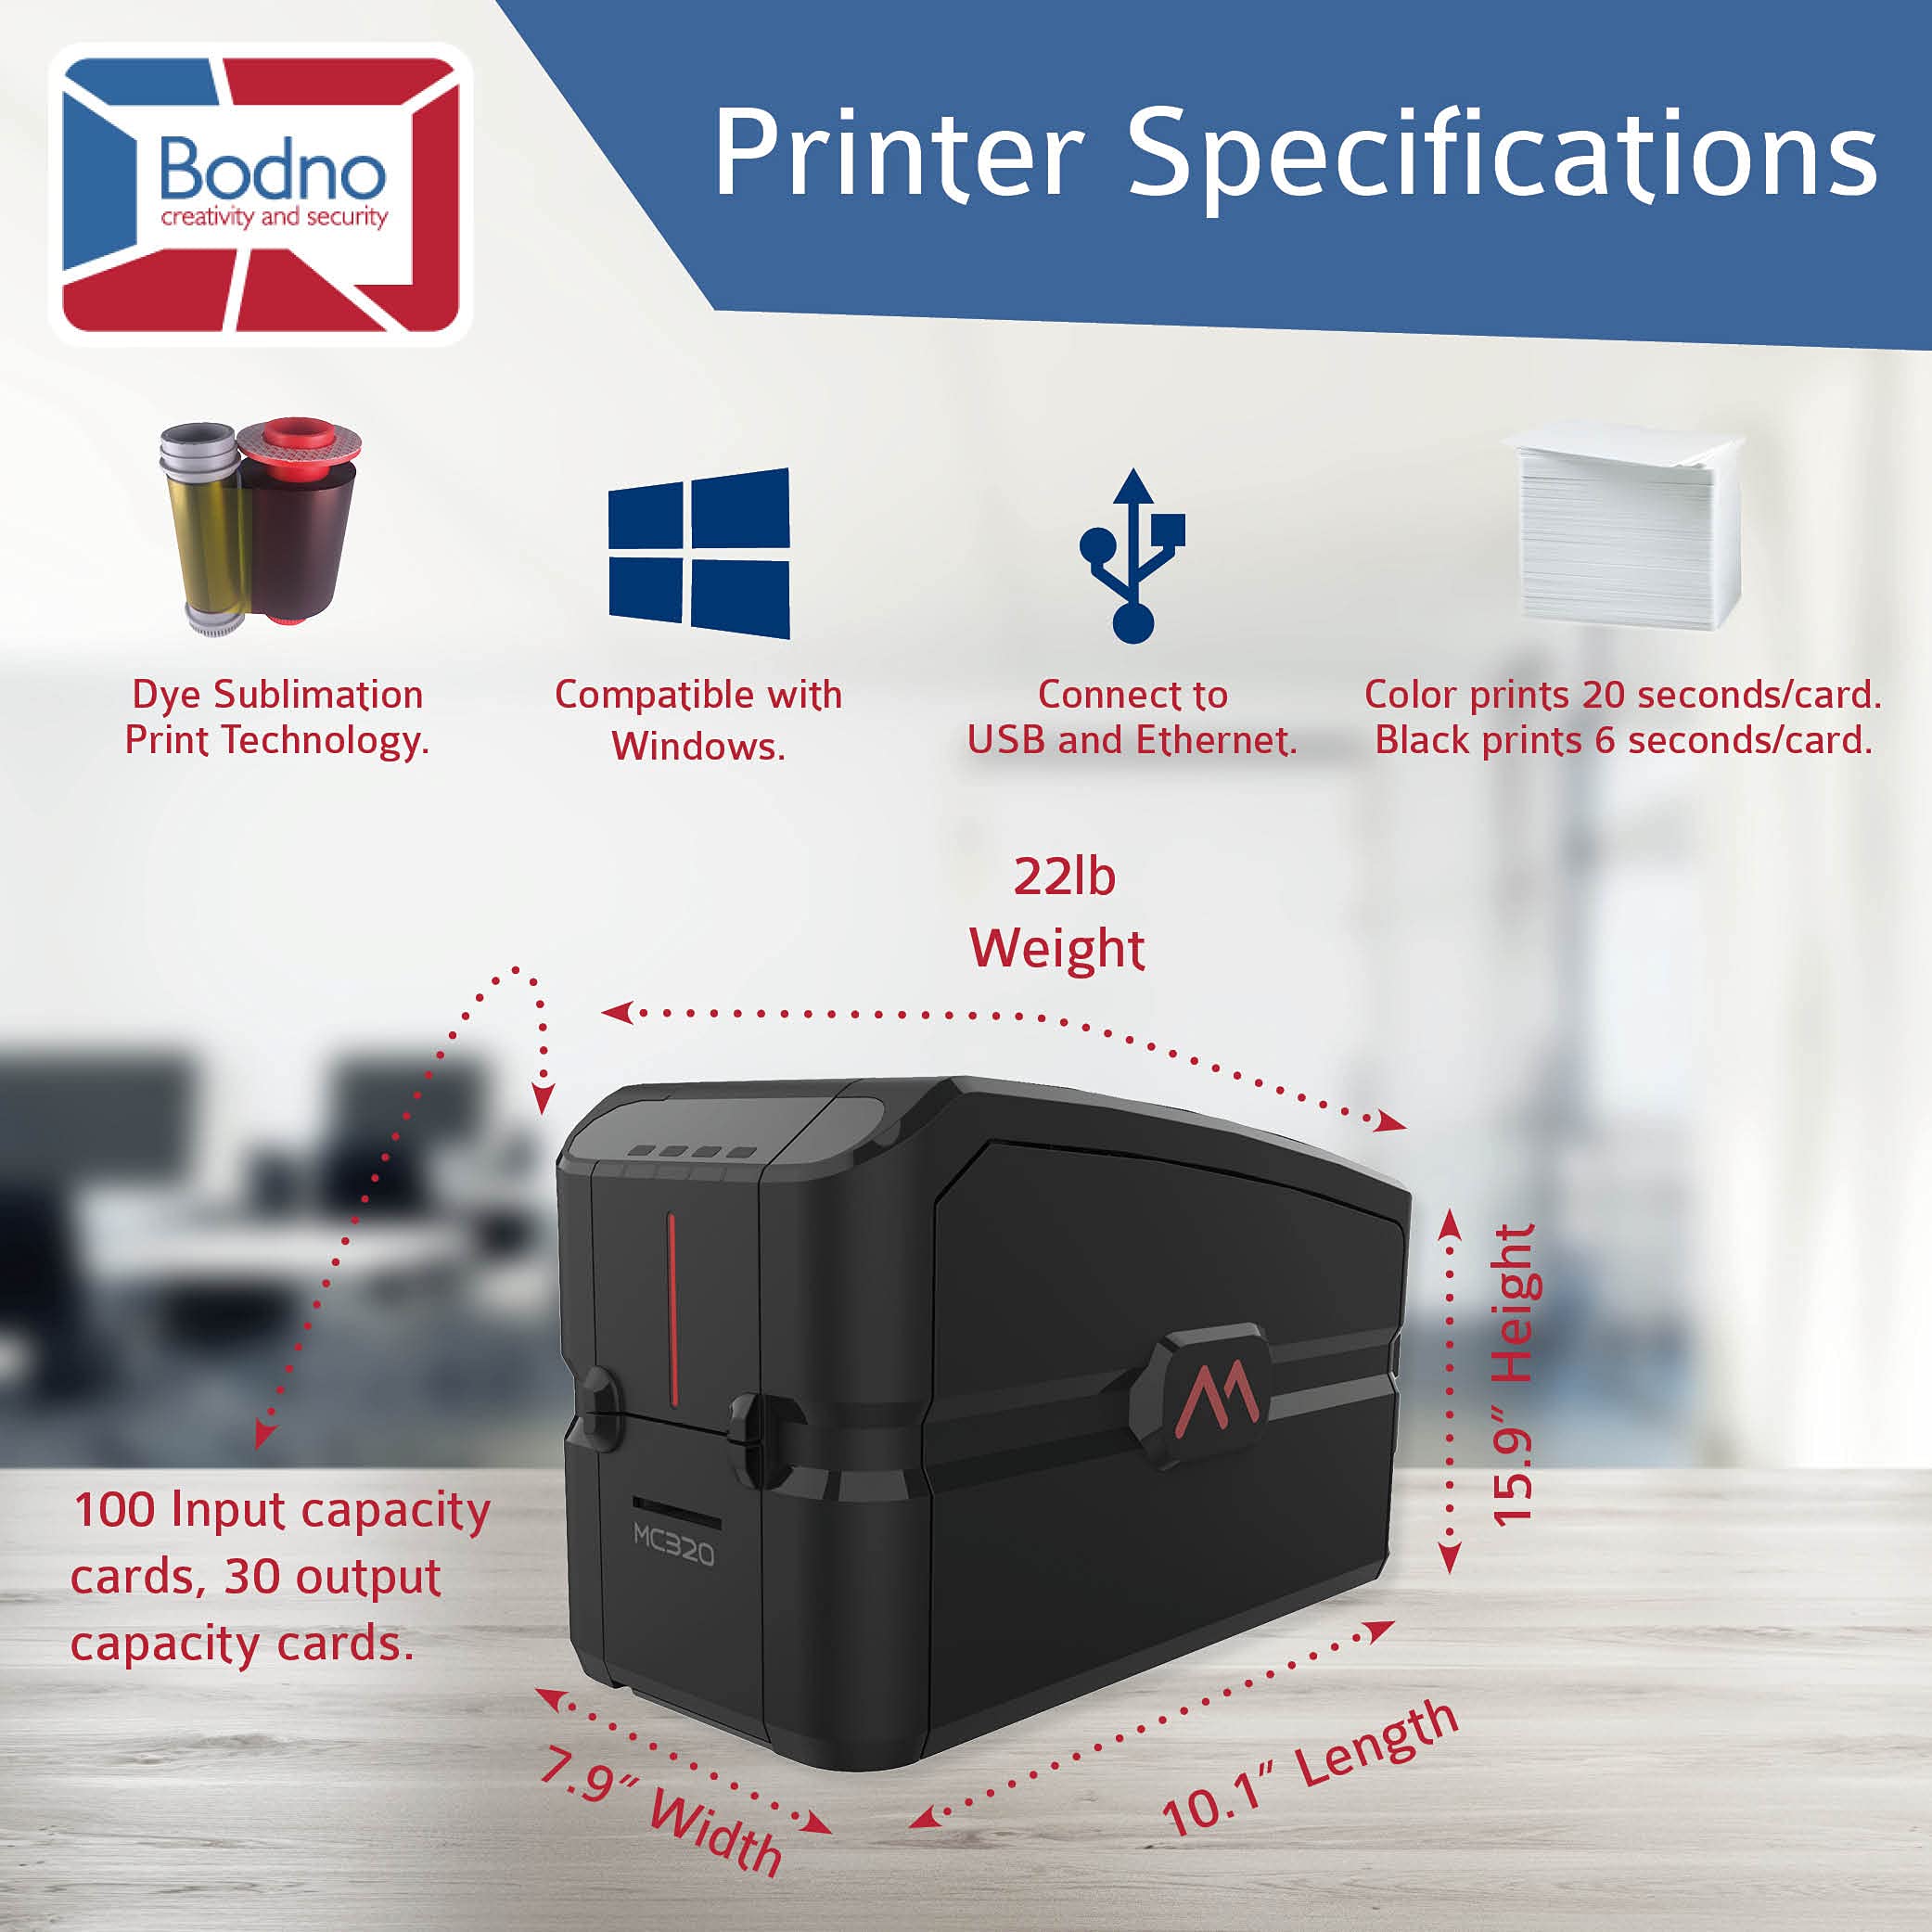 Bodno
creativity and security
Printer Specifications
Dye Sublimation
Print Technology.
Compatible with
Windows.
Connect to
USB and Ethernet.
Color prints 20 seconds/card.
Black prints 6 seconds/card.
22lb
Weight
15.9” Height
MC320
100 Input capacity
cards, 30 output
capacity cards.
7.9” Width
10.1” Length